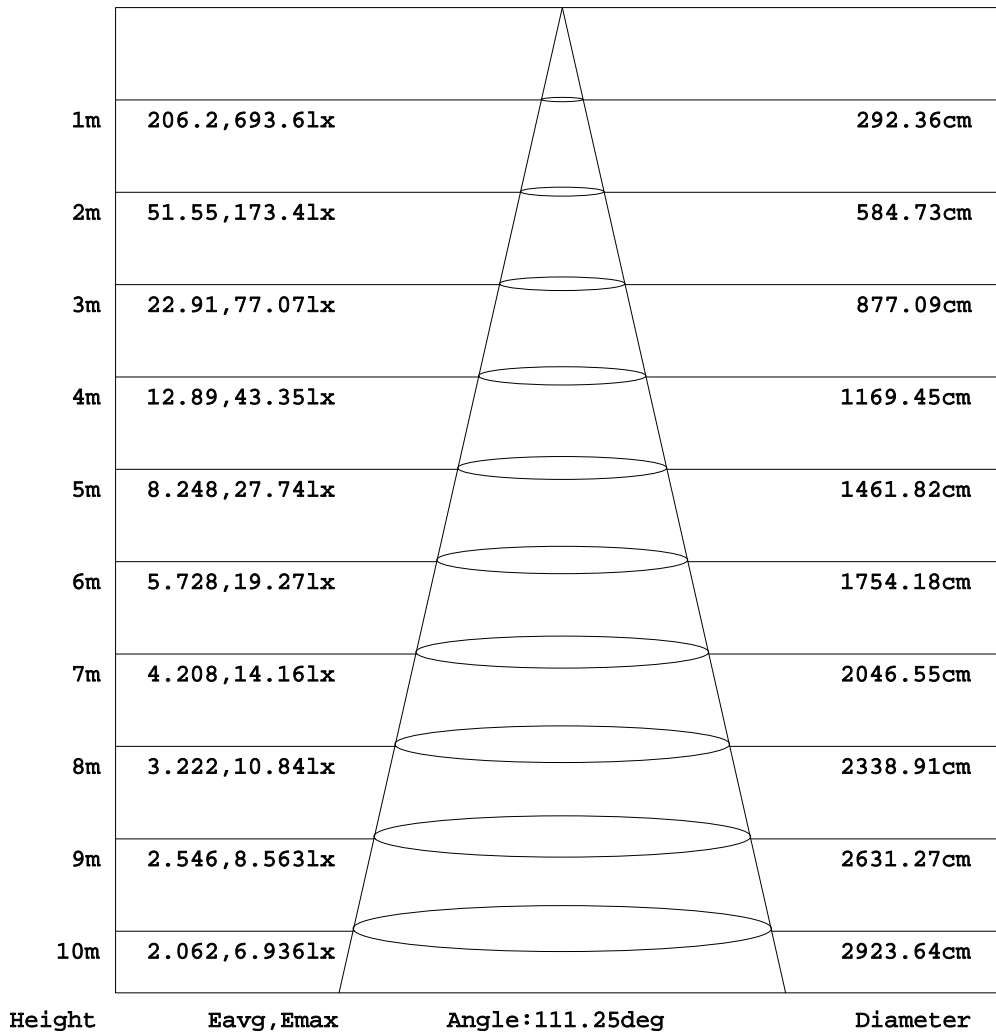 1m 206.2,693.6lx 292.36cm
2m 51.55,173.4lx 584.73cm
3m 22.91,77.07lx 877.09cm
4m 12.89,43.35lx 1169.45cm
5m 8.248,27.74lx 1461.82cm
6m 5.728,19.27lx 1754.18cm
7m 4.208,14.16lx 2046.55cm
8m 3.222,10.84lx 2338.91cm
9m 2.546,8.563lx 2631.27cm
10m 2.062,6.936lx 2923.64cm
Height Eavg,Emax Angle:111.25deg Diameter